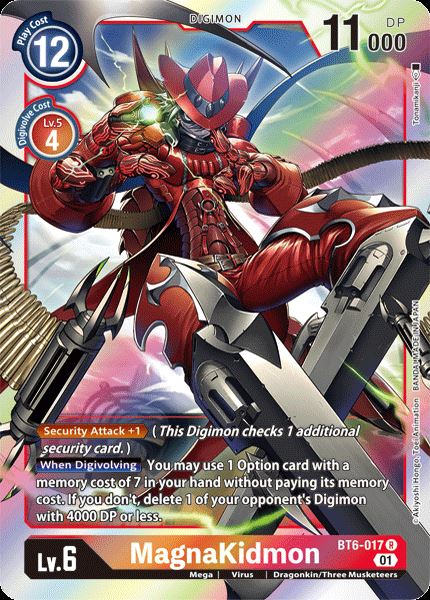 Play Cost
12
DIGIMON
DP
11000
Digivolve Cost
Lv.5
4
Tonamikanji
©Akiyoshi Hongo, Toei Animation BANDAI MADE IN JAPAN
Security Attack +1 (This Digimon checks 1 additional
security card.)
When Digivolving You may use 1 Option card with a
memory cost of 7 in your hand without paying its memory
cost. If you don't, delete 1 of your opponent's Digimon
with 4000 DP or less.
Lv.6
MagnaKidmon
BT6-017 R
01
Mega | Virus | Dragonkin/Three Musketeers